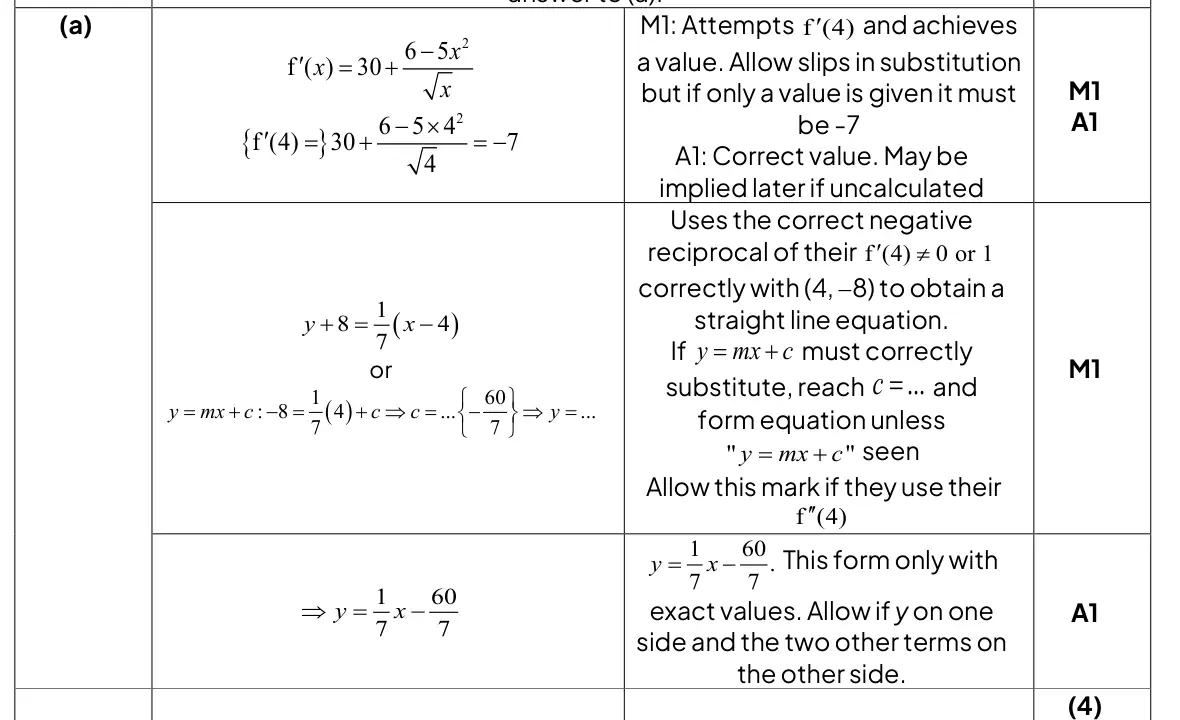 answer to (a).
(a)
f′(x) = 30 + (6 − 5x²)/√x
{f′(4) =} 30 + (6 − 5 × 4²)/√4 = −7
M1: Attempts f′(4) and achieves
a value. Allow slips in substitution
but if only a value is given it must
be -7
A1: Correct value. May be
implied later if uncalculated
M1
A1
y + 8 = 1/7 (x − 4)
or
y = mx + c : −8 = 1/7 (4) + c ⇒ c = ... {− 60/7} ⇒ y = ...
Uses the correct negative
reciprocal of their f′(4) ≠ 0 or 1
correctly with (4, −8) to obtain a
straight line equation.
If y = mx + c must correctly
substitute, reach c = ... and
form equation unless
"y = mx + c" seen
Allow this mark if they use their
f″(4)
M1
⇒ y = 1/7 x − 60/7
y = 1/7 x − 60/7. This form only with
exact values. Allow if y on one
side and the two other terms on
the other side.
A1
(4)